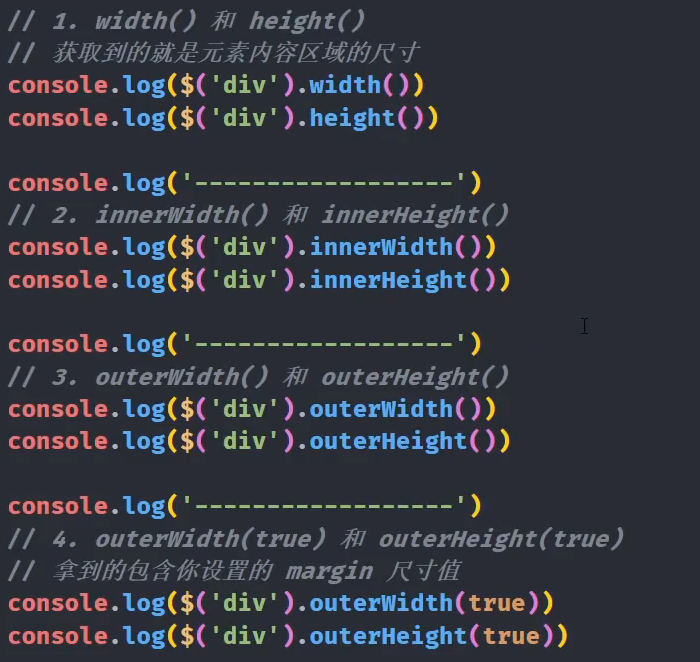 // 1. width() 和 height()
// 获取到的就是元素内容区域的尺寸
console.log($('div').width())
console.log($('div').height())
console.log('------------------')
// 2. innerWidth() 和 innerHeight()
console.log($('div').innerWidth())
console.log($('div').innerHeight())
console.log('------------------')
// 3. outerWidth() 和 outerHeight()
console.log($('div').outerWidth())
console.log($('div').outerHeight())
console.log('------------------')
// 4. outerWidth(true) 和 outerHeight(true)
// 拿到的包含你设置的 margin 尺寸值
console.log($('div').outerWidth(true))
console.log($('div').outerHeight(true))